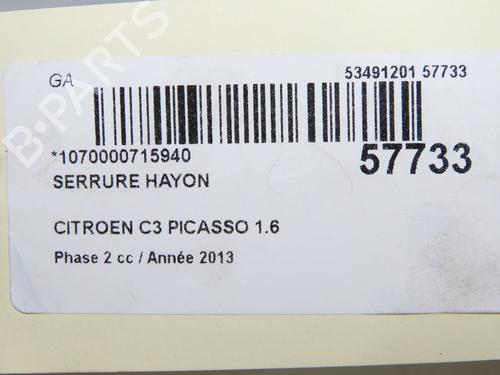 GA
53491201 57733
*1070000715940
57733
SERRURE HAYON
CITROEN C3 PICASSO 1.6
Phase 2 cc / Année 2013
B-PARTS